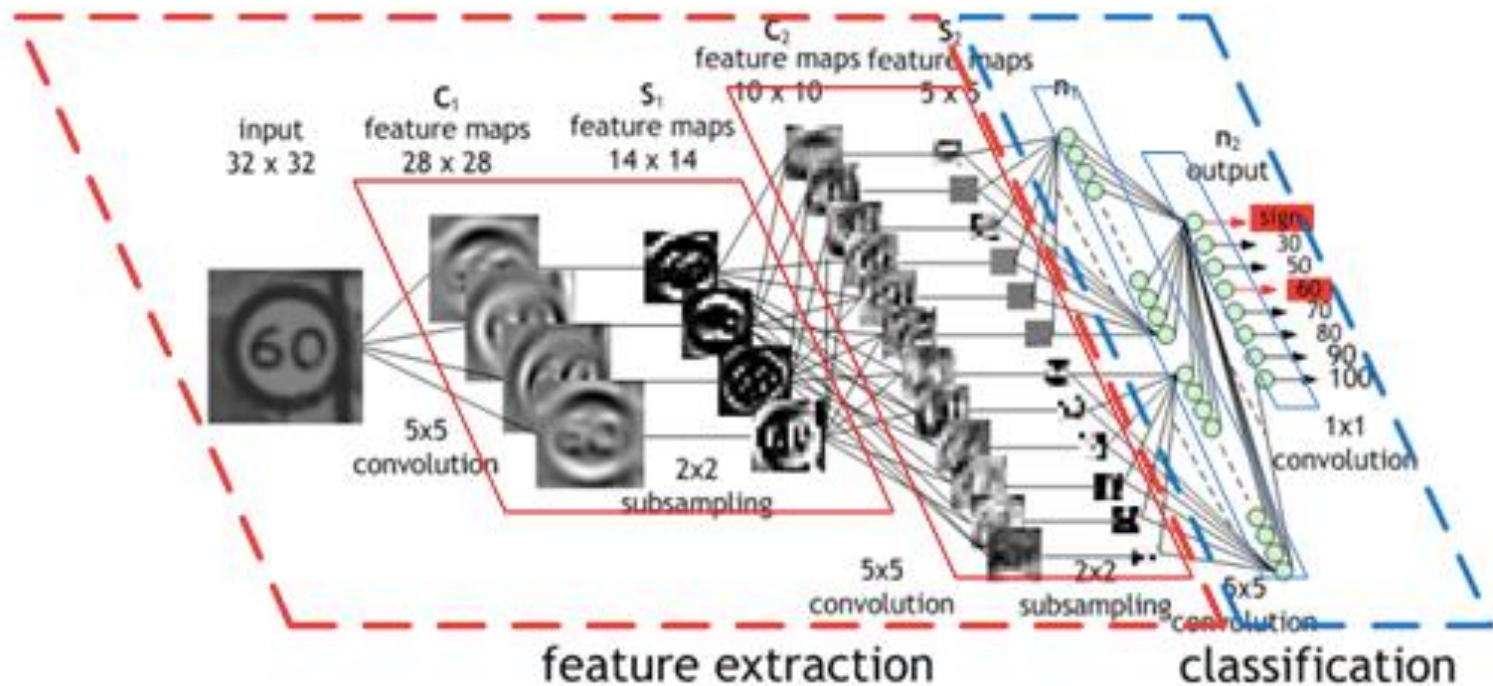 input
32 x 32
C₁
feature maps
28 x 28
S₁
feature maps
14 x 14
C₂
feature maps
10 x 10
S₂
feature maps
5 x 5
n₁
n₂
output
60
sign
30
50
60
70
80
90
100
5x5
convolution
2x2
subsampling
5x5
convolution
2x2
subsampling
5x5
convolution
1x1
convolution
feature extraction
classification